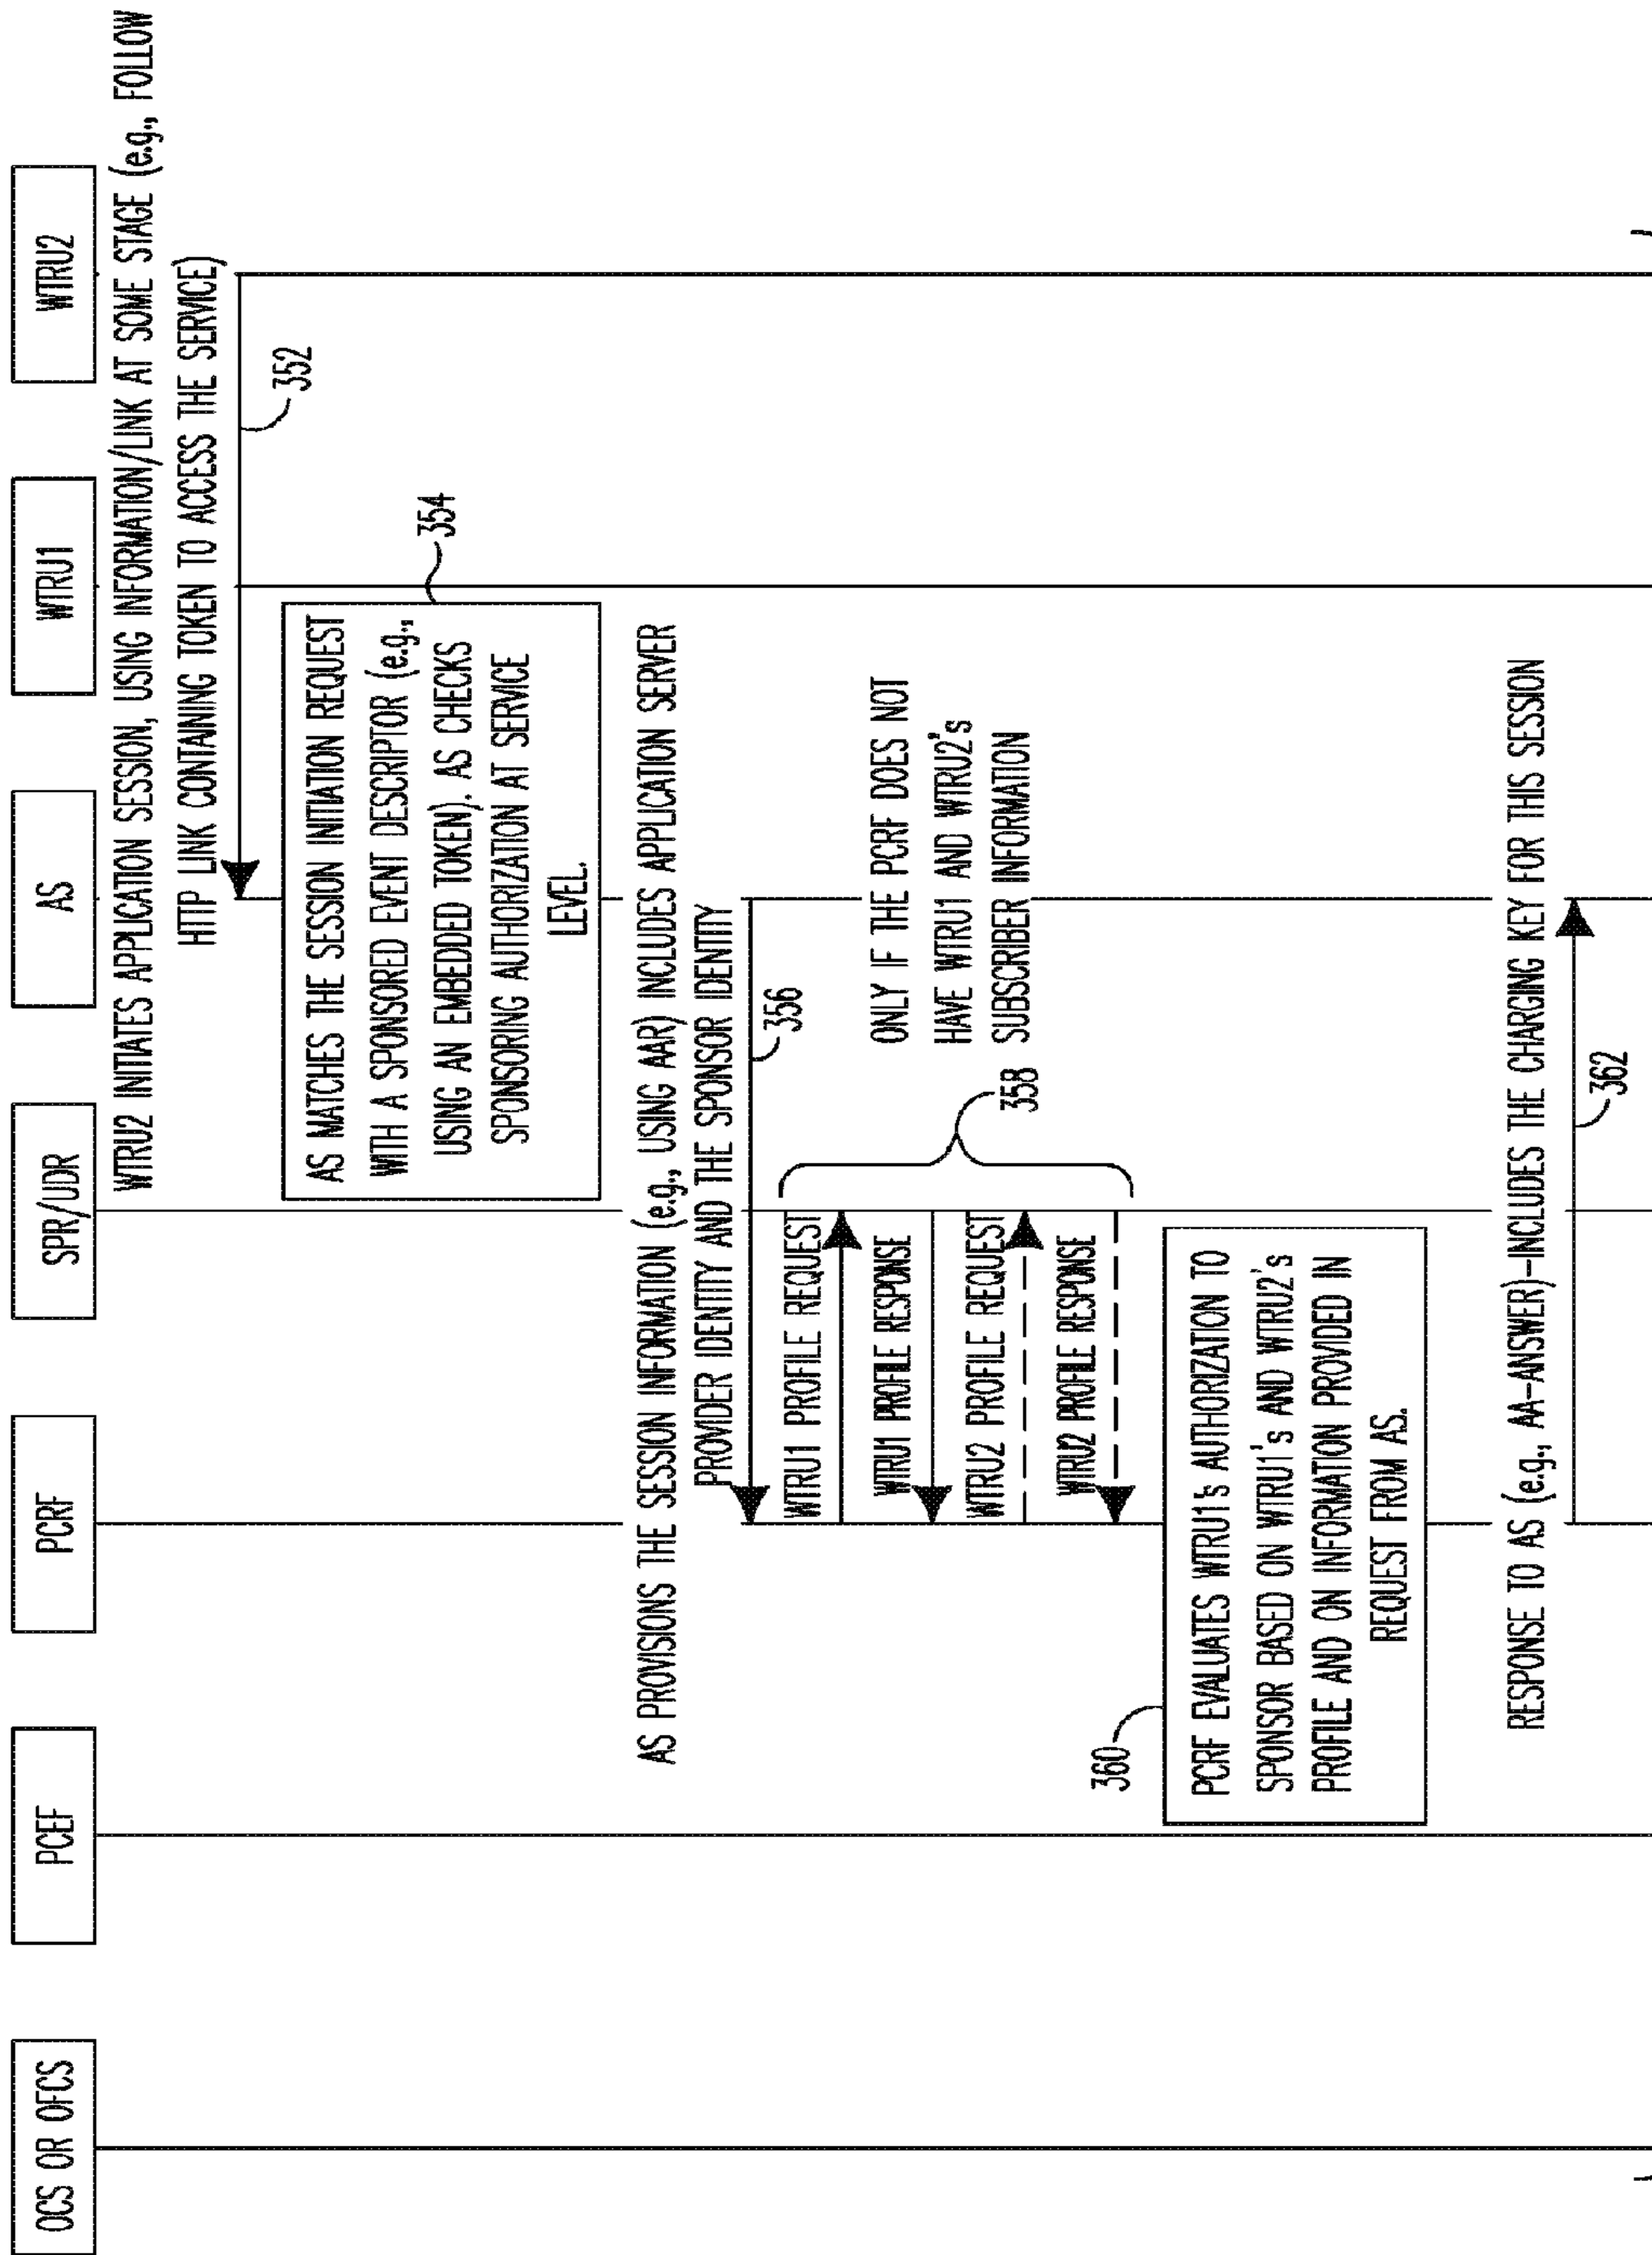 OCS OR OFCS
PCEF
PCRF
SPR/UDR
AS
WTRU1
WTRU2
WTRU2 INITIATES APPLICATION SESSION, USING INFORMATION/LINK AT SOME STAGE (e.g., FOLLOW
HTTP LINK CONTAINING TOKEN TO ACCESS THE SERVICE)
352
AS MATCHES THE SESSION INITIATION REQUEST
WITH A SPONSORED EVENT DESCRIPTOR (e.g.,
USING AN EMBEDDED TOKEN). AS CHECKS
SPONSORING AUTHORIZATION AT SERVICE
LEVEL.
354
AS PROVISIONS THE SESSION INFORMATION (e.g., USING AAR) INCLUDES APPLICATION SERVER
PROVIDER IDENTITY AND THE SPONSOR IDENTITY
356
WTRU1 PROFILE REQUEST
WTRU1 PROFILE RESPONSE
WTRU2 PROFILE REQUEST
WTRU2 PROFILE RESPONSE
358
ONLY IF THE PCRF DOES NOT
HAVE WTRU1 AND WTRU2's
SUBSCRIBER INFORMATION
360
PCRF EVALUATES WTRU1's AUTHORIZATION TO
SPONSOR BASED ON WTRU1's AND WTRU2's
PROFILE AND ON INFORMATION PROVIDED IN
REQUEST FROM AS.
RESPONSE TO AS (e.g., AA-ANSWER)-INCLUDES THE CHARGING KEY FOR THIS SESSION
362